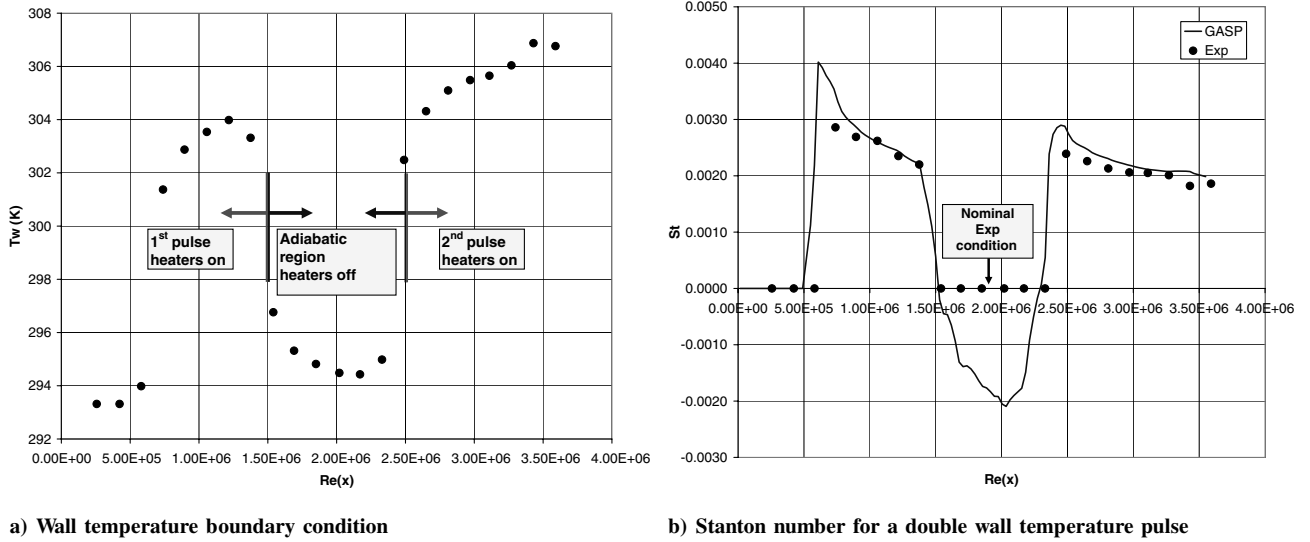 308
306
304
302
300
298
296
294
292
Tw (K)
1st pulse
heaters on
Adiabatic
region
heaters off
2nd pulse
heaters on
0.00E+00 5.00E+05 1.00E+06 1.50E+06 2.00E+06 2.50E+06 3.00E+06 3.50E+06 4.00E+06
Re(x)
a) Wall temperature boundary condition
0.0050
0.0040
0.0030
0.0020
0.0010
0.0000
-0.0010
-0.0020
-0.0030
St
GASP
Exp
Nominal
Exp
condition
0.00E+00 5.00E+05 1.00E+06 1.50E+06 2.00E+06 2.50E+06 3.00E+06 3.50E+06 4.00E+06
Re(x)
b) Stanton number for a double wall temperature pulse